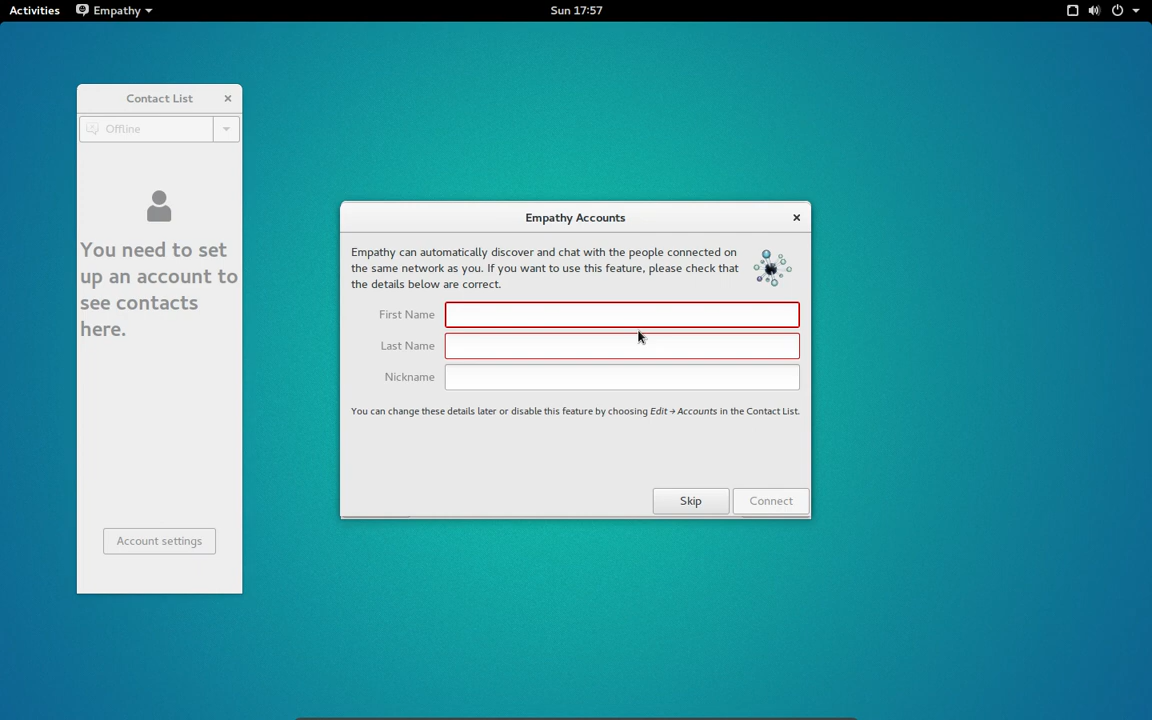 Activities Empathy Sun 17:57
Contact List
Offline
You need to set
up an account to
see contacts
here.
Account settings
Empathy Accounts
Empathy can automatically discover and chat with the people connected on
the same network as you. If you want to use this feature, please check that
the details below are correct.
First Name
Last Name
Nickname
You can change these details later or disable this feature by choosing Edit → Accounts in the Contact List.
Skip Connect